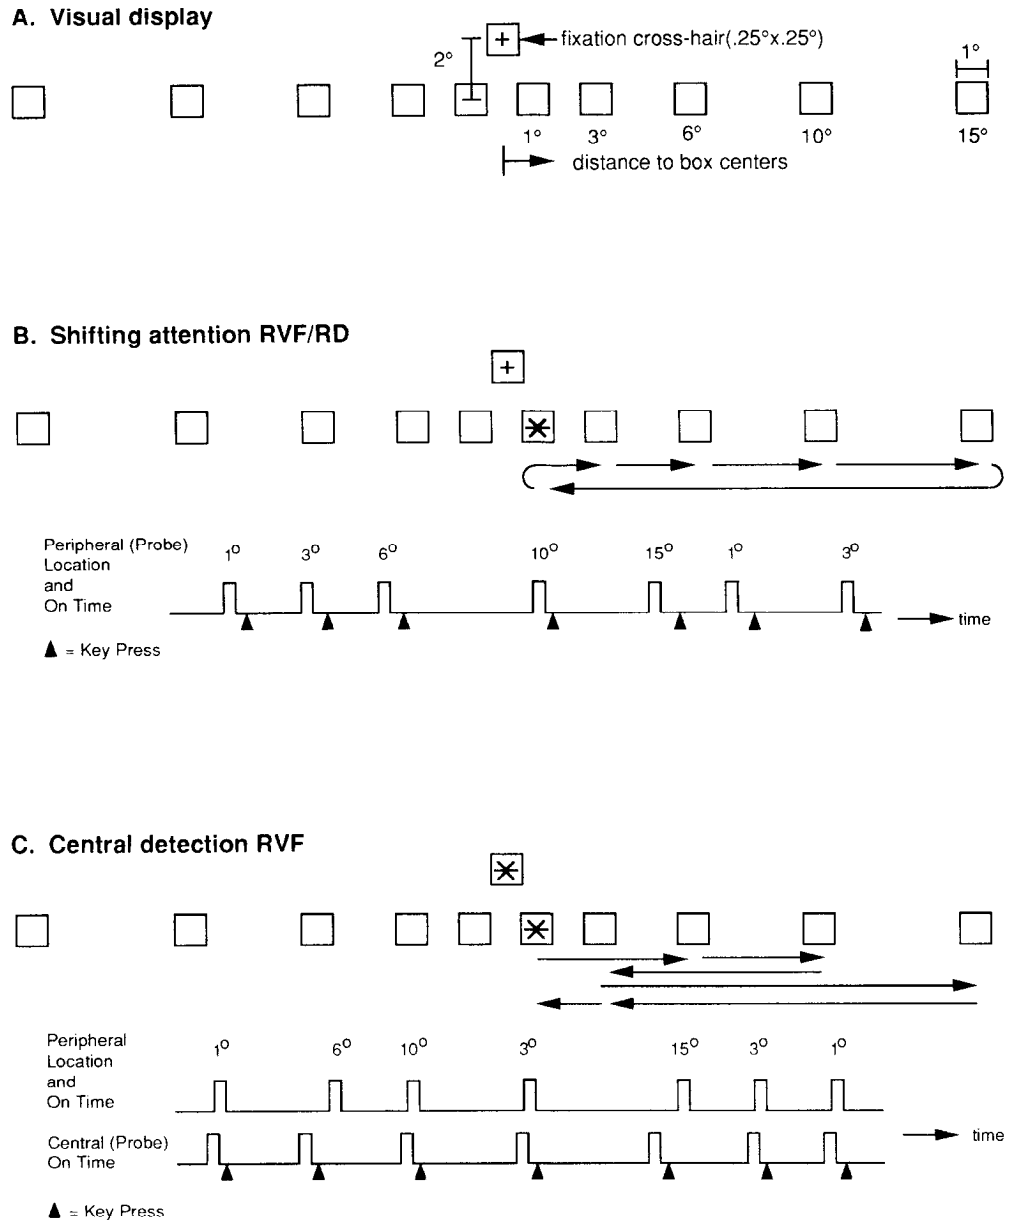 A. Visual display
+
fixation cross-hair(.25°x.25°)
2°
1°
1° 3° 6° 10° 15°
distance to box centers
B. Shifting attention RVF/RD
+
Peripheral (Probe)
Location
and
On Time
1° 3° 6° 10° 15° 1° 3°
time
▲ = Key Press
C. Central detection RVF
Peripheral
Location
and
On Time
1° 6° 10° 3° 15° 3° 1°
Central (Probe)
On Time
time
▲ = Key Press